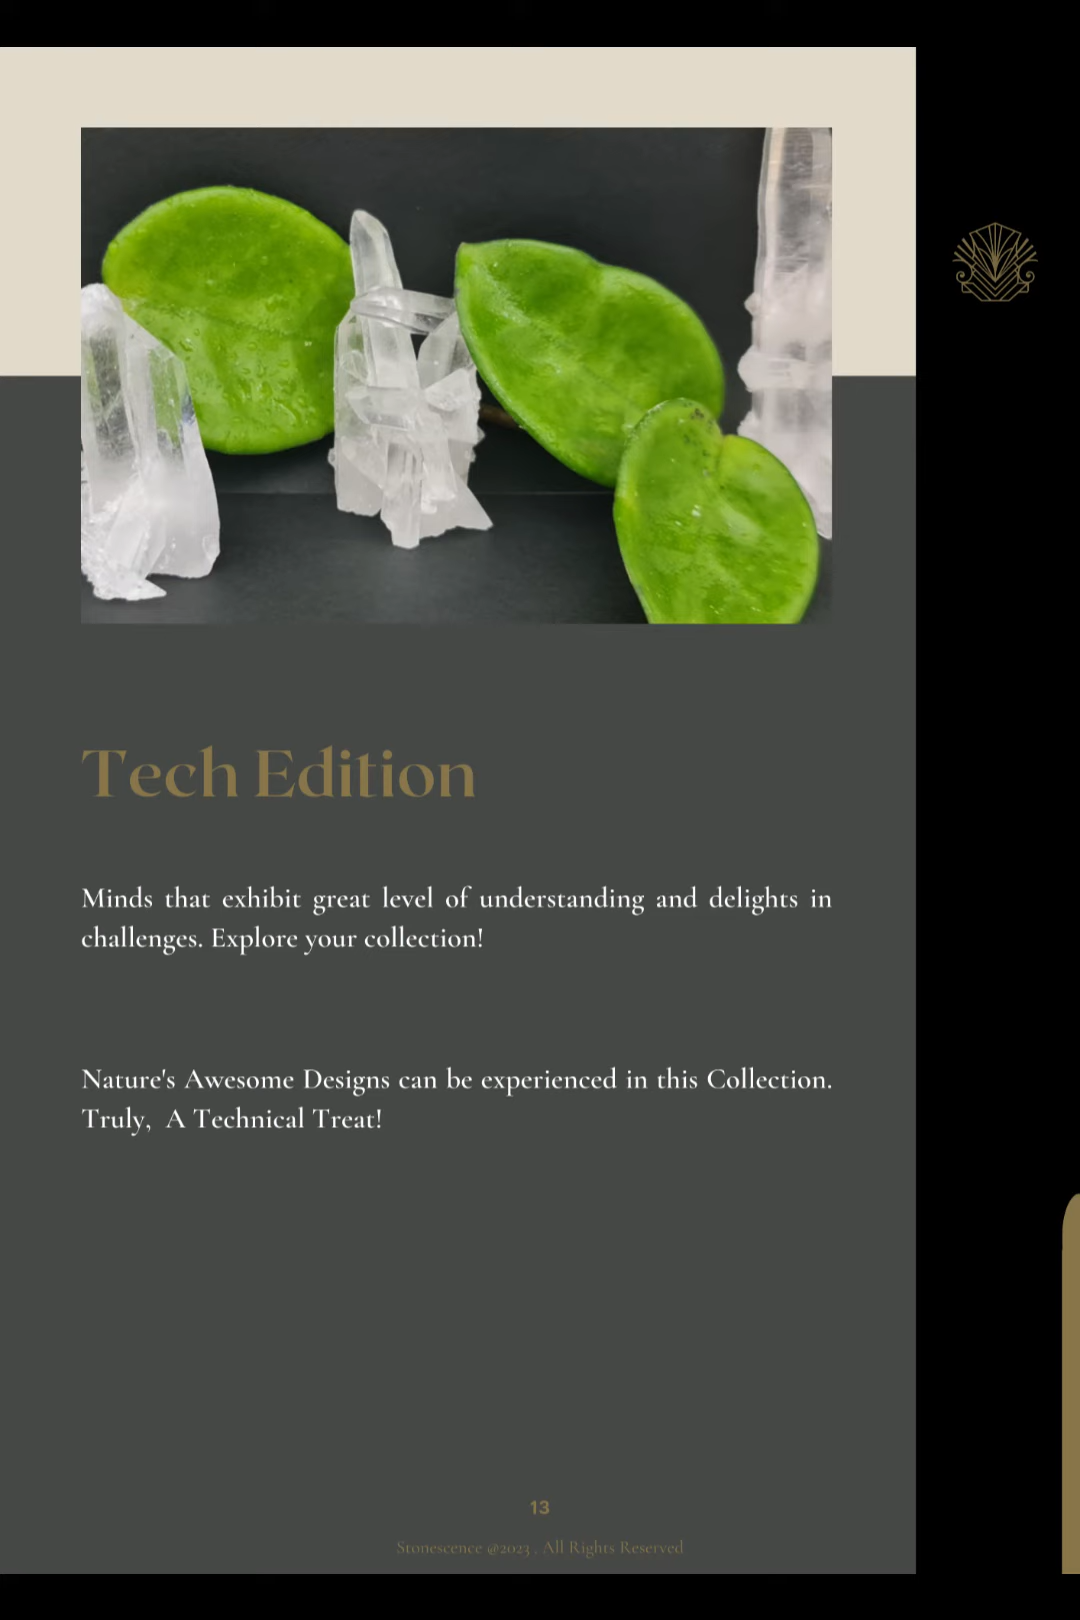 Tech Edition
Minds that exhibit great level of understanding and delights in
challenges. Explore your collection!
Nature's Awesome Designs can be experienced in this Collection.
Truly,  A Technical Treat!
13
Stonescence @2023 . All Rights Reserved